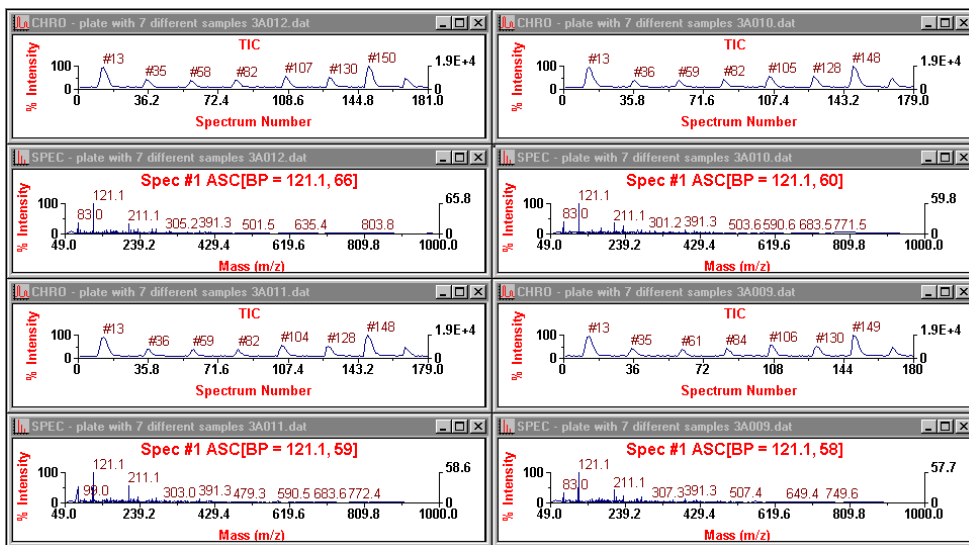 CHRO - plate with 7 different samples 3A012.dat
TIC
% Intensity
100
0
#13 #35 #58 #82 #107 #130 #150
1.9E+4
0
0 36.2 72.4 108.6 144.8 181.0
Spectrum Number
CHRO - plate with 7 different samples 3A010.dat
TIC
% Intensity
100
0
#13 #36 #59 #82 #105 #128 #148
1.9E+4
0
0 35.8 71.6 107.4 143.2 179.0
Spectrum Number
SPEC - plate with 7 different samples 3A012.dat
Spec #1 ASC[BP = 121.1, 66]
% Intensity
100
0
83.0 121.1 211.1 305.2 391.3 501.5 635.4 803.8
65.8
0
49.0 239.2 429.4 619.6 809.8 1000.0
Mass (m/z)
SPEC - plate with 7 different samples 3A010.dat
Spec #1 ASC[BP = 121.1, 60]
% Intensity
100
0
83.0 121.1 211.1 301.2 391.3 503.6 590.6 683.5 771.5
59.8
0
49.0 239.2 429.4 619.6 809.8 1000.0
Mass (m/z)
CHRO - plate with 7 different samples 3A011.dat
TIC
% Intensity
100
0
#13 #36 #59 #82 #104 #128 #148
1.9E+4
0
0 35.8 71.6 107.4 143.2 179.0
Spectrum Number
CHRO - plate with 7 different samples 3A009.dat
TIC
% Intensity
100
0
#13 #35 #61 #84 #106 #130 #149
1.9E+4
0
0 36 72 108 144 180
Spectrum Number
SPEC - plate with 7 different samples 3A011.dat
Spec #1 ASC[BP = 121.1, 59]
% Intensity
100
0
99.0 121.1 211.1 303.0 391.3 479.3 590.5 683.6 772.4
58.6
0
49.0 239.2 429.4 619.6 809.8 1000.0
Mass (m/z)
SPEC - plate with 7 different samples 3A009.dat
Spec #1 ASC[BP = 121.1, 58]
% Intensity
100
0
83.0 121.1 211.1 307.3 391.3 507.4 649.4 749.6
57.7
0
49.0 239.2 429.4 619.6 809.8 1000.0
Mass (m/z)